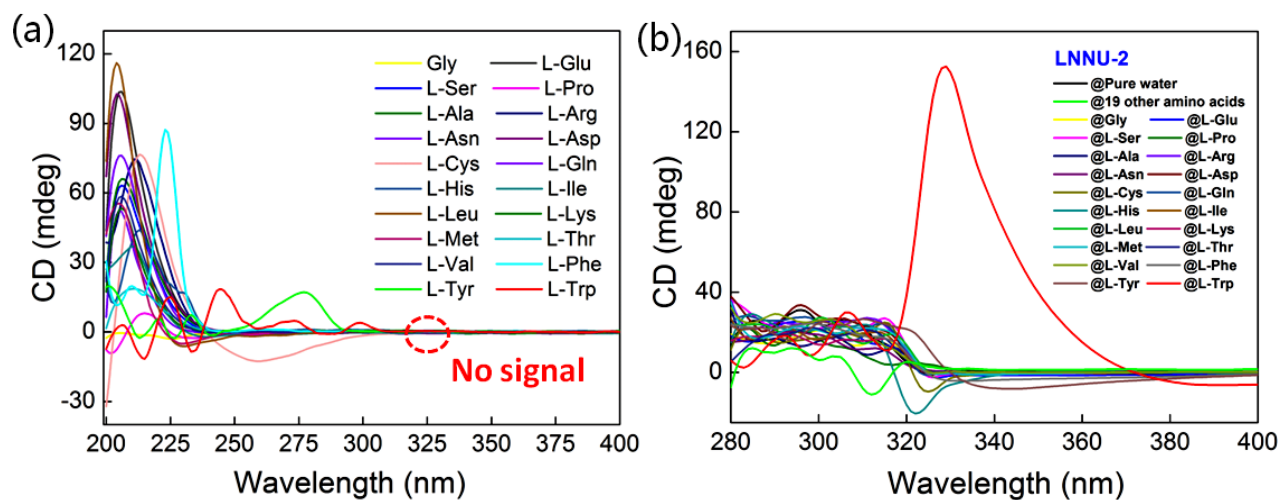 (a)
120
90
60
30
0
-30
CD (mdeg)
Gly L-Glu
L-Ser L-Pro
L-Ala L-Arg
L-Asn L-Asp
L-Cys L-Gln
L-His L-Ile
L-Leu L-Lys
L-Met L-Thr
L-Val L-Phe
L-Tyr L-Trp
No signal
200 225 250 275 300 325 350 375 400
Wavelength (nm)
(b)
160
120
80
40
0
CD (mdeg)
LNNU-2
@Pure water
@19 other amino acids
@Gly @L-Glu
@L-Ser @L-Pro
@L-Ala @L-Arg
@L-Asn @L-Asp
@L-Cys @L-Gln
@L-His @L-Ile
@L-Leu @L-Lys
@L-Met @L-Thr
@L-Val @L-Phe
@L-Tyr @L-Trp
280 300 320 340 360 380 400
Wavelength (nm)